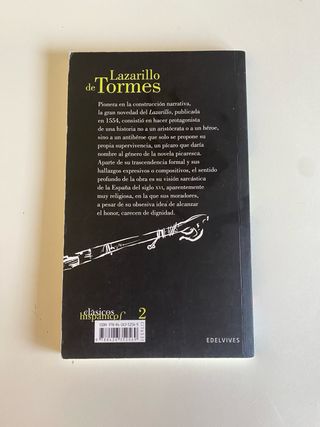 Lazarillo
de Tormes
Pionera en la construcción narrativa,
la gran novedad del Lazarillo, publicada
en 1554, consistió en hacer protagonista
de una historia no a un aristócrata o a un héroe,
sino a un antihéroe que solo se propone su
propia supervivencia, un pícaro que daría
nombre al género de la novela picaresca.
Aparte de su trascendencia formal y sus
hallazgos expresivos o compositivos, el sentido
profundo de la obra es su visión sarcástica
de la España del siglo XVI, aparentemente
muy religiosa, en la que sus moradores,
a pesar de su obsesiva idea de alcanzar
el honor, carecen de dignidad.
clásicos
hispánicos 2
EDELVIVES